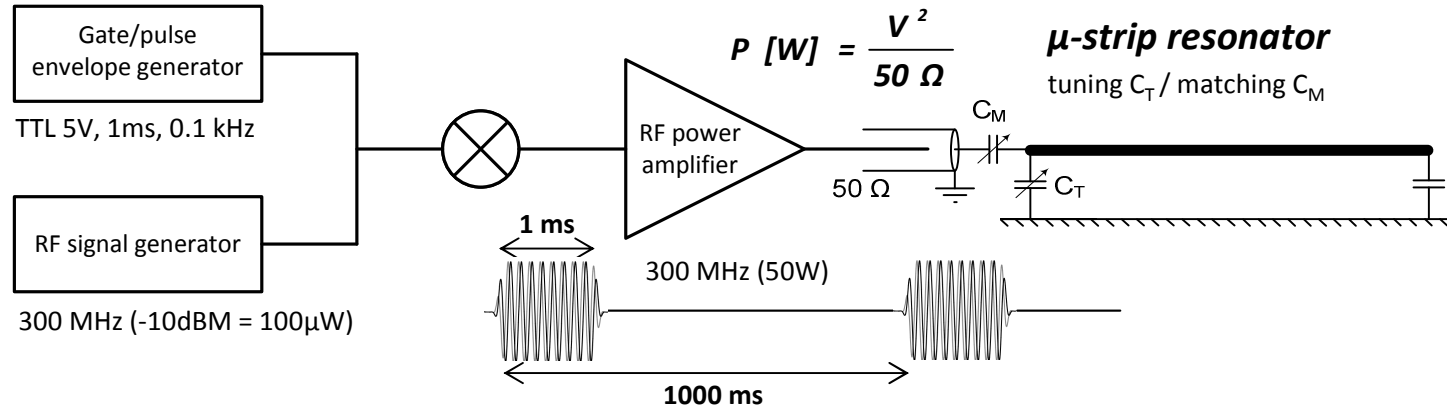 Gate/pulse
envelope generator
TTL 5V, 1ms, 0.1 kHz
RF signal generator
300 MHz (-10dBM = 100µW)
RF power
amplifier
P [W] = V² / 50 Ω
50 Ω
µ-strip resonator
tuning C_T / matching C_M
C_M
C_T
1 ms
300 MHz (50W)
1000 ms